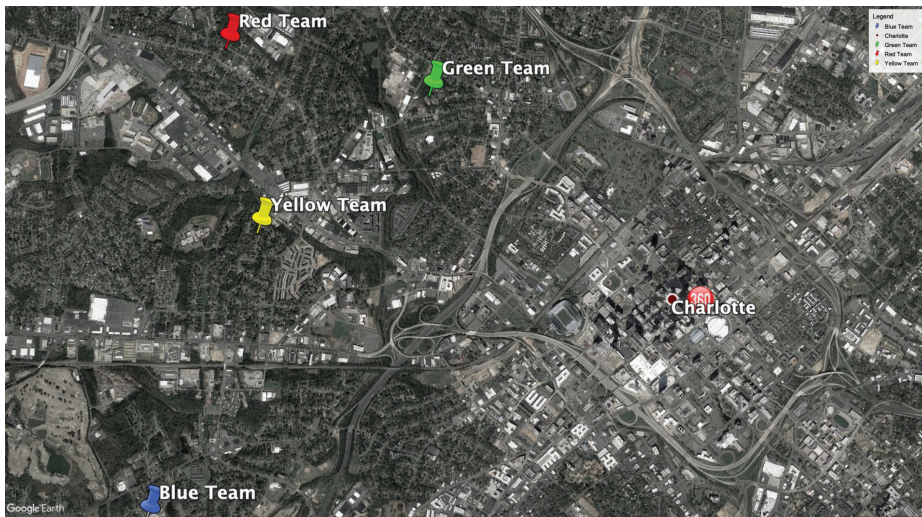 Red Team
Legend
Blue Team
Charlotte
Green Team
Red Team
Yellow Team
Green Team
Yellow Team
360
Charlotte
Blue Team
Google Earth